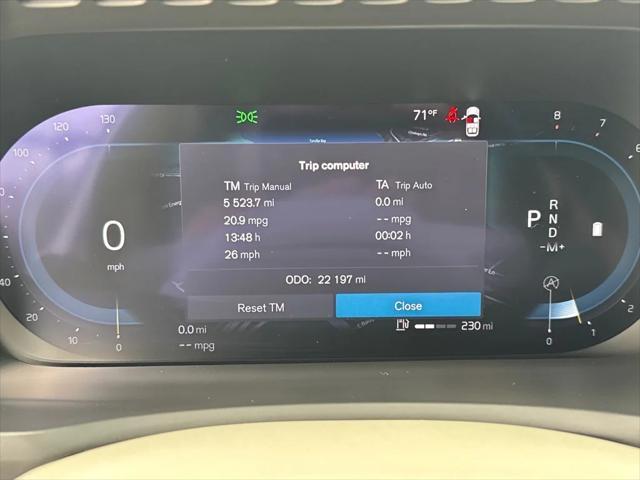 120 130 71°F 8 7
100 6
Trip computer
TM Trip Manual TA Trip Auto
5 523.7 mi 0.0 mi
20.9 mpg -- mpg
13:48 h 00:02 h
26 mpg -- mph
ODO: 22 197 mi
Reset TM Close
0
mph
P R
N
D
-M+
A
40
20
10
0
0.0 mi
-- mpg
230 mi
0
1
2